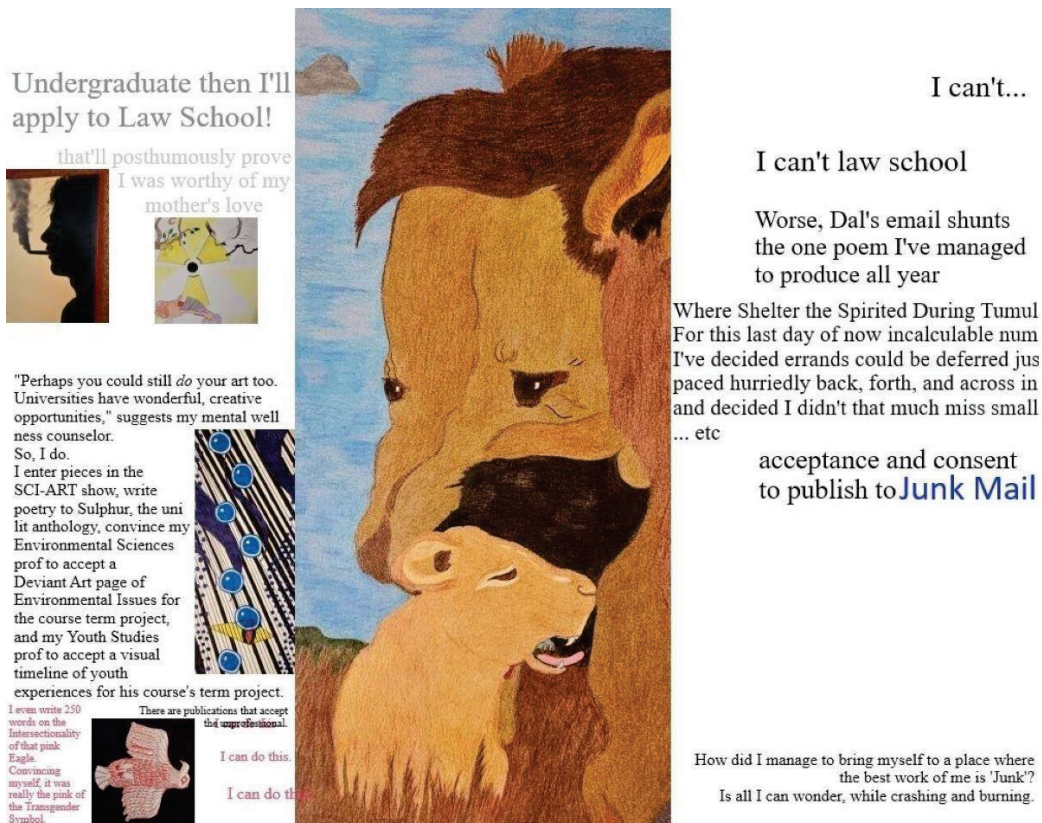 Undergraduate then I'll
apply to Law School!
that'll posthumously prove
I was worthy of my
mother's love
"Perhaps you could still do your art too.
Universities have wonderful, creative
opportunities," suggests my mental well
ness counselor.
So, I do.
I enter pieces in the
SCI-ART show, write
poetry to Sulphur, the uni
lit anthology, convince my
Environmental Sciences
prof to accept a
Deviant Art page of
Environmental Issues for
the course term project,
and my Youth Studies
prof to accept a visual
timeline of youth
experiences for his course's term project.
I even write 250
words on the
Intersectionality
of that pink
Eagle.
Convincing
myself, it was
really the pink of
the Transgender
Symbol.
There are publications that accept
the unprofessional.
I can do this.
I can do th
I can't...
I can't law school
Worse, Dal's email shunts
the one poem I've managed
to produce all year
Where Shelter the Spirited During Tumul
For this last day of now incalculable num
I've decided errands could be deferred jus
paced hurriedly back, forth, and across in
and decided I didn't that much miss small
... etc
acceptance and consent
to publish to Junk Mail
How did I manage to bring myself to a place where
the best work of me is 'Junk'?
Is all I can wonder, while crashing and burning.